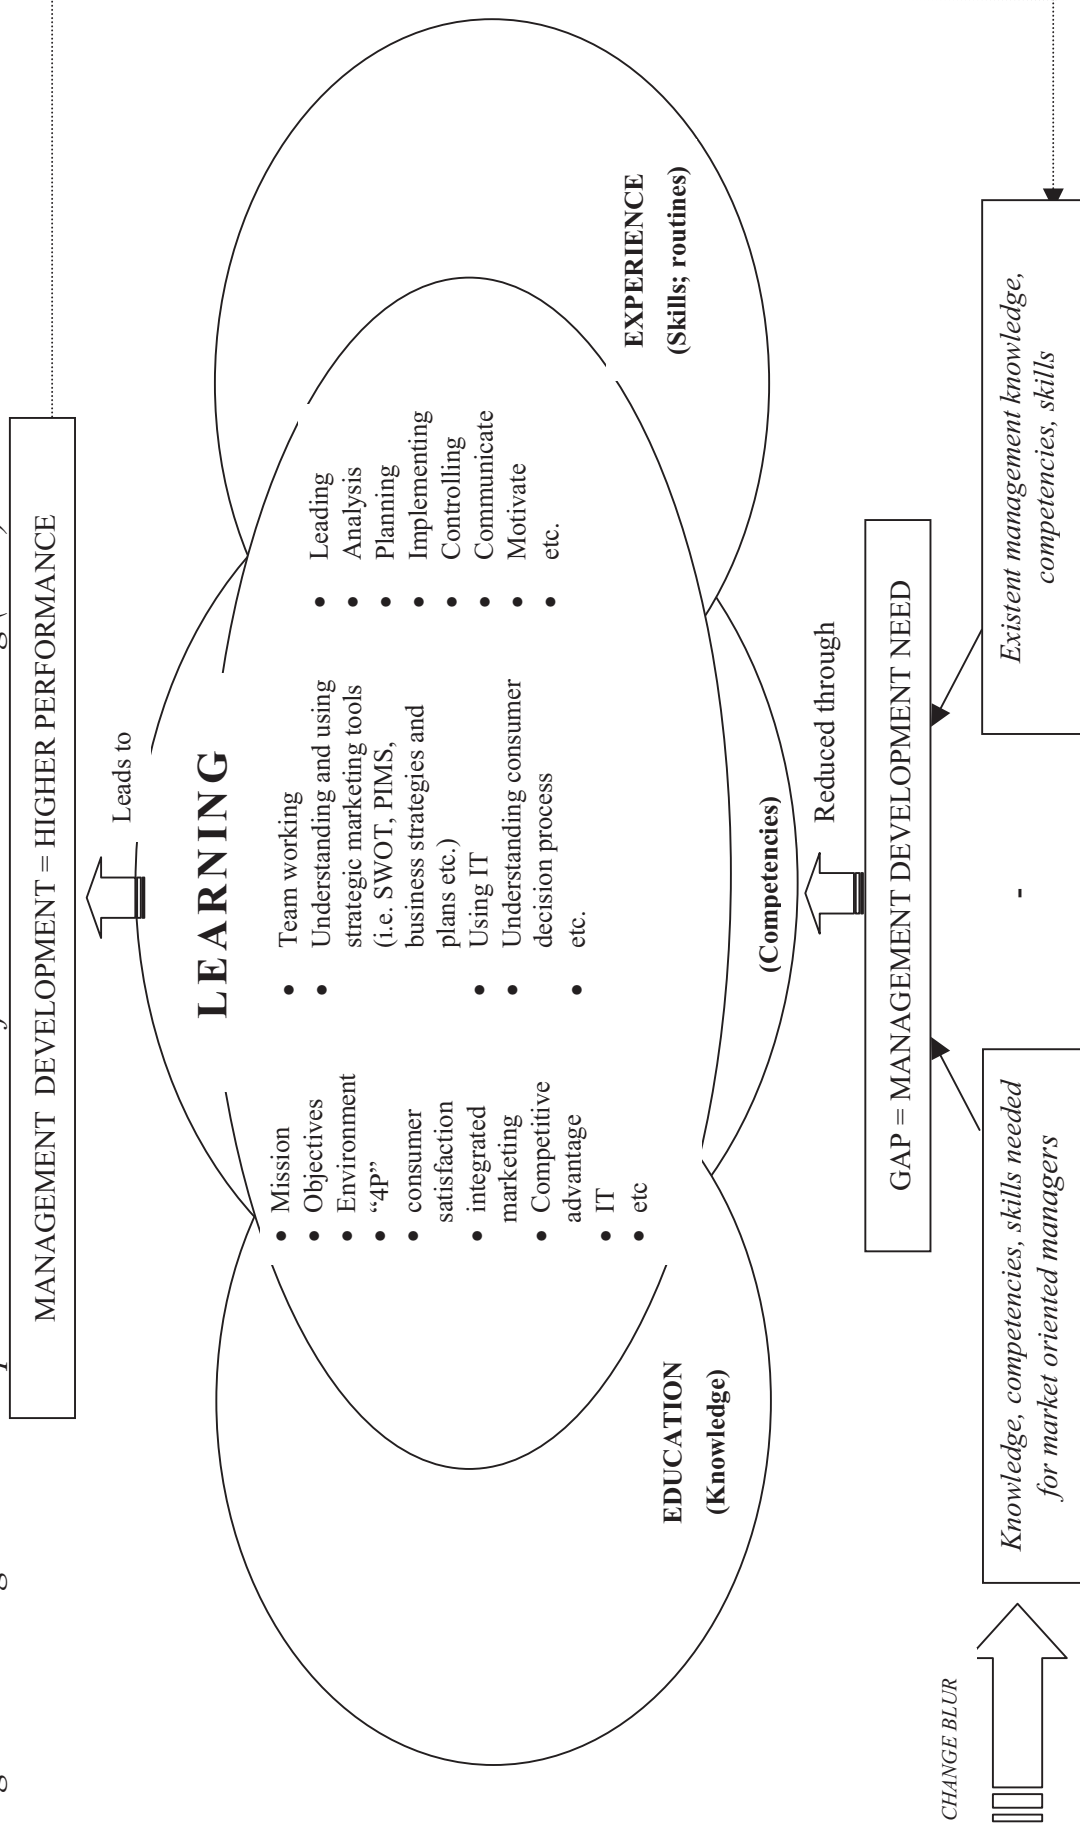 MANAGEMENT DEVELOPMENT = HIGHER PERFORMANCE
Leads to
LEARNING
• Mission
• Objectives
• Environment
• “4P”
• consumer
satisfaction
• integrated
marketing
• Competitive
advantage
• IT
• etc
• Team working
• Understanding and using
strategic marketing tools
(i.e. SWOT, PIMS,
business strategies and
plans etc.)
• Using IT
• Understanding consumer
decision process
• etc.
• Leading
• Analysis
• Planning
• Implementing
• Controlling
• Communicate
• Motivate
• etc.
EDUCATION
(Knowledge)
EXPERIENCE
(Skills; routines)
(Competencies)
Reduced through
GAP = MANAGEMENT DEVELOPMENT NEED
CHANGE BLUR
Knowledge, competencies, skills needed
for market oriented managers
-
Existent management knowledge,
competencies, skills